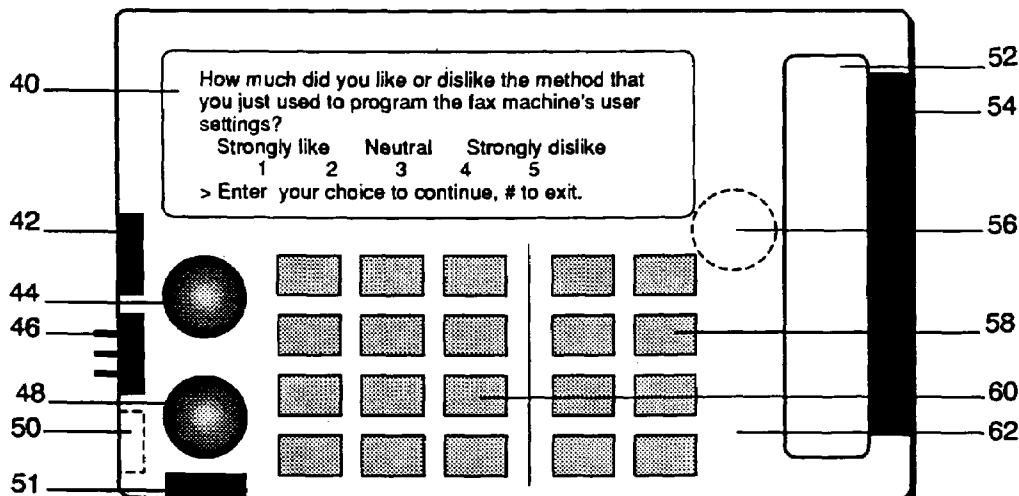 How much did you like or dislike the method that
you just used to program the fax machine's user
settings?
Strongly like Neutral Strongly dislike
1 2 3 4 5
> Enter your choice to continue, # to exit.
40
42
44
46
48
50
51
52
54
56
58
60
62